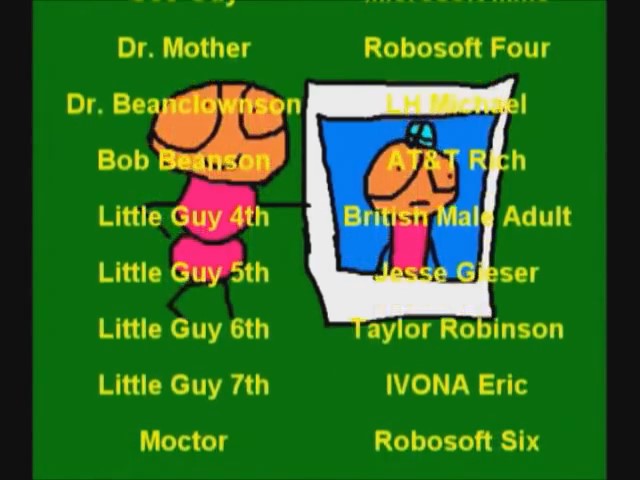 Dr. Mother Robosoft Four
Dr. Beanclownson LH Michael
Bob Beanson AT&T Rich
Little Guy 4th British Male Adult
Little Guy 5th Jesse Gieser
Little Guy 6th Taylor Robinson
Little Guy 7th IVONA Eric
Moctor Robosoft Six